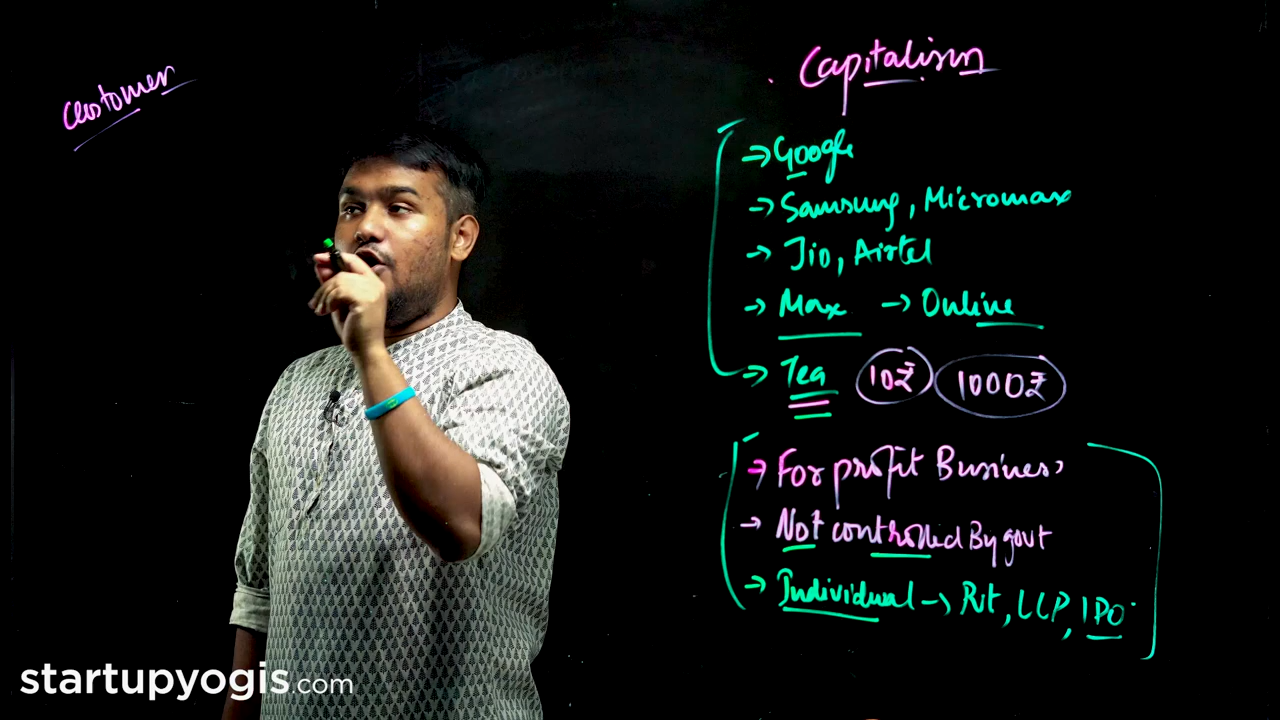 Customer
Capitalism
→ Google
→ Samsung, Micromax
→ Jio, Airtel
→ Max → Online
→ Tea 10₹ 1000₹
→ For profit Business
→ Not controlled By govt
→ Individual → Pvt, LLP, IPO
startupyogis.com